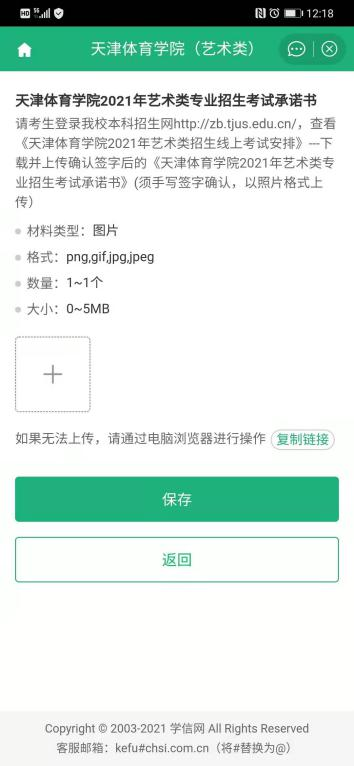 HD 5G 12:18
天津体育学院（艺术类）
天津体育学院2021年艺术类专业招生考试承诺书
请考生登录我校本科招生网http://zb.tjus.edu.cn/，查看
《天津体育学院2021年艺术类招生线上考试安排》---下
载并上传确认签字后的《天津体育学院2021年艺术类专
业招生考试承诺书》(须手写签字确认，以照片格式上
传）
材料类型：图片
格式：png,gif,jpg,jpeg
数量：1~1个
大小：0~5MB
如果无法上传，请通过电脑浏览器进行操作 复制链接
保存
返回
Copyright © 2003-2021 学信网 All Rights Reserved
客服邮箱：kefu#chsi.com.cn（将#替换为@）